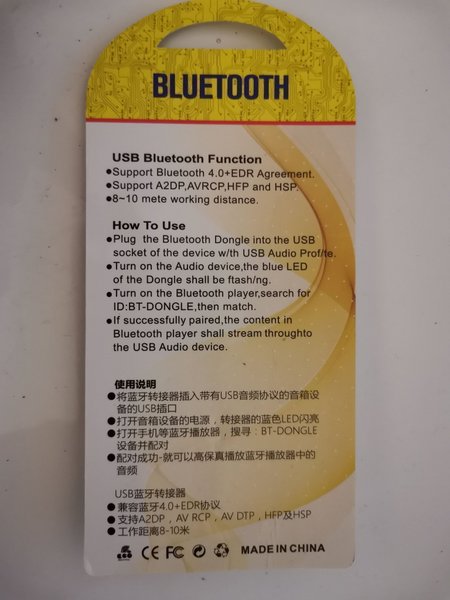 BLUETOOTH
USB Bluetooth Function
●Support Bluetooth 4.0+EDR Agreement.
●Support A2DP,AVRCP,HFP and HSP.
●8~10 mete working distance.
How To Use
●Plug the Bluetooth Dongle into the USB
socket of the device w/th USB Audio Prof/te.
●Turn on the Audio device,the blue LED
of the Dongle shall be ftash/ng.
●Turn on the Bluetooth player,search for
ID:BT-DONGLE,then match.
●If successfully paired,the content in
Bluetooth player shall stream throughto
the USB Audio device.
使用说明
●将蓝牙转接器插入带有USB音频协议的音箱设
备的USB插口
●打开音箱设备的电源，转接器的蓝色LED闪亮
●打开手机等蓝牙播放器，搜寻：BT-DONGLE
设备并配对
●配对成功-就可以高保真播放蓝牙播放器中的
音频
USB蓝牙转接器
●兼容蓝牙4.0+EDR协议
●支持A2DP，AV RCP，AV DTP，HFP及HSP
●工作距离8-10米
CE FC MADE IN CHINA